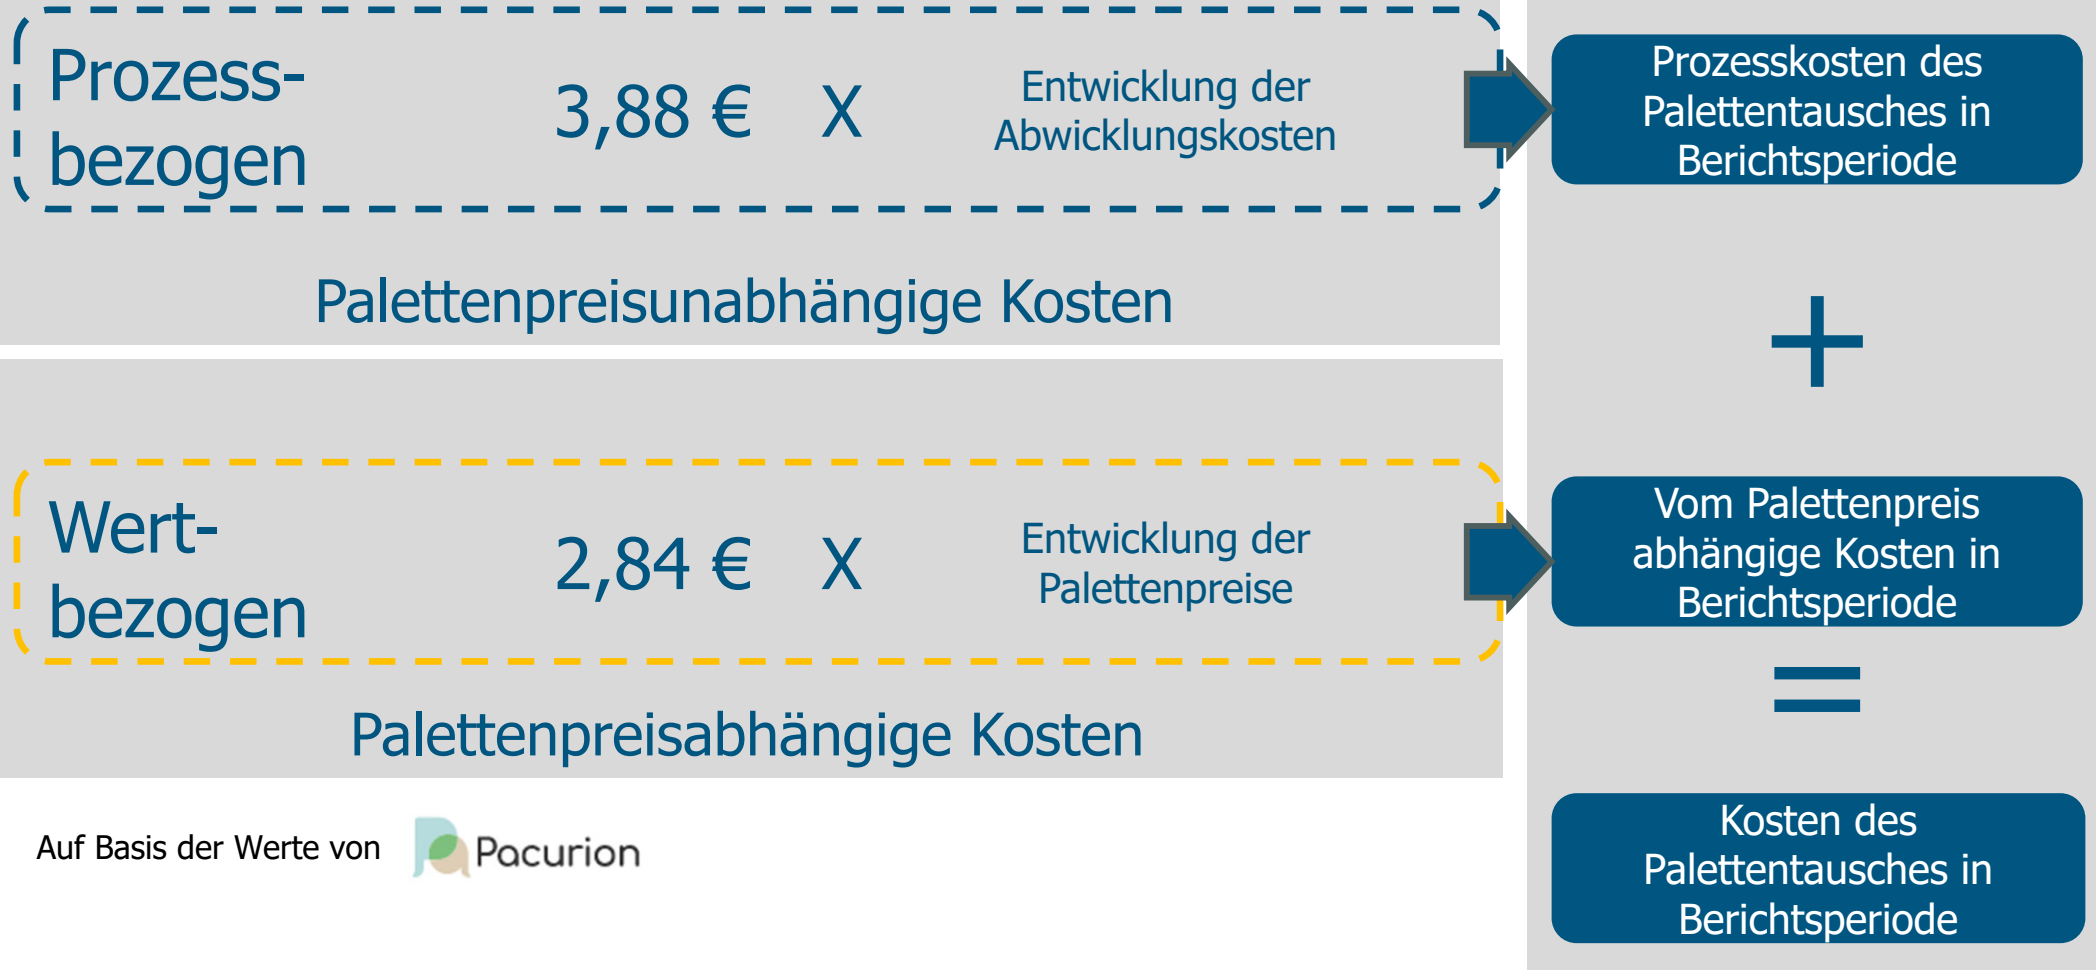 Prozess-
bezogen
3,88 € X
Entwicklung der
Abwicklungskosten
Prozesskosten des
Palettentausches in
Berichtsperiode
Palettenpreisunabhängige Kosten
+
Wert-
bezogen
2,84 € X
Entwicklung der
Palettenpreise
Vom Palettenpreis
abhängige Kosten in
Berichtsperiode
Palettenpreisabhängige Kosten
=
Auf Basis der Werte von Pacurion
Kosten des
Palettentausches in
Berichtsperiode